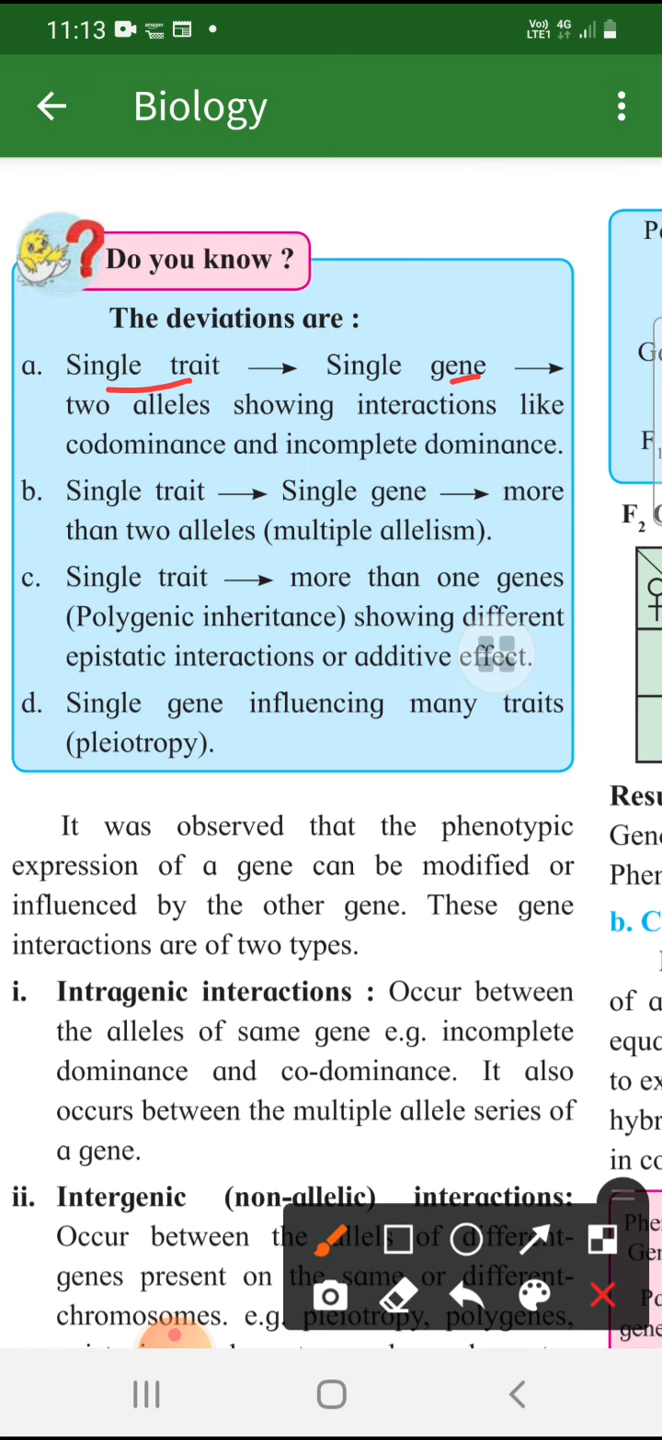 11:13
Vo)) 4G
LTE1
Biology
Do you know ?
The deviations are :
a. Single trait → Single gene →
two alleles showing interactions like
codominance and incomplete dominance.
b. Single trait → Single gene → more
than two alleles (multiple allelism).
c. Single trait → more than one genes
(Polygenic inheritance) showing different
epistatic interactions or additive effect.
d. Single gene influencing many traits
(pleiotropy).
It was observed that the phenotypic
expression of a gene can be modified or
influenced by the other gene. These gene
interactions are of two types.
i. Intragenic interactions : Occur between
the alleles of same gene e.g. incomplete
dominance and co-dominance. It also
occurs between the multiple allele series of
a gene.
ii. Intergenic (non-allelic) interactions:
Occur between the allels of different-
genes present on the same or different-
chromosomes. e.g. pleiotropy, polygenes,
F₁
F₂
b. C
of a
to ex
hybr
in co